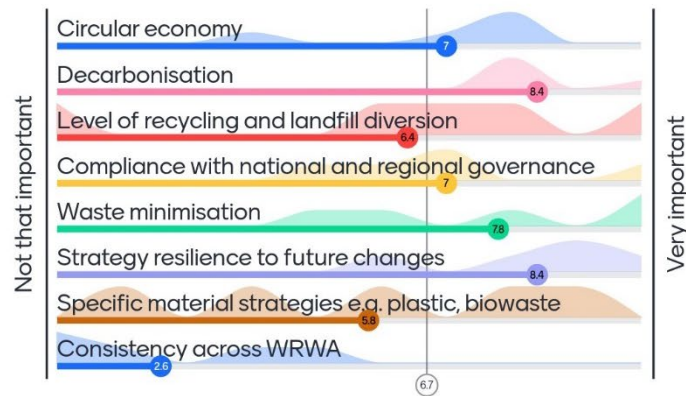 Circular economy
7
Decarbonisation
8.4
Level of recycling and landfill diversion
6.4
Compliance with national and regional governance
7
Waste minimisation
7.8
Strategy resilience to future changes
8.4
Specific material strategies e.g. plastic, biowaste
5.8
Consistency across WRWA
2.6
6.7
Not that important
Very important